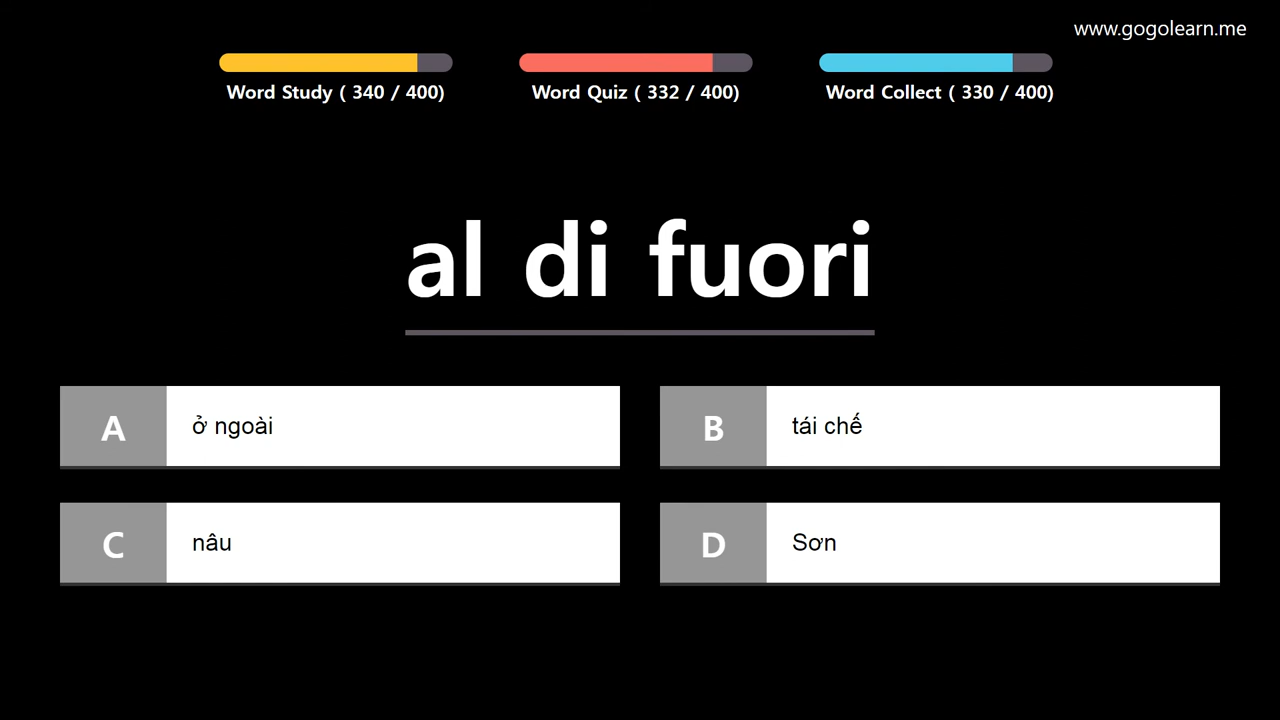 www.gogolearn.me
Word Study ( 340 / 400)
Word Quiz ( 332 / 400)
Word Collect ( 330 / 400)
al di fuori
A ở ngoài
B tái chế
C nâu
D Sơn